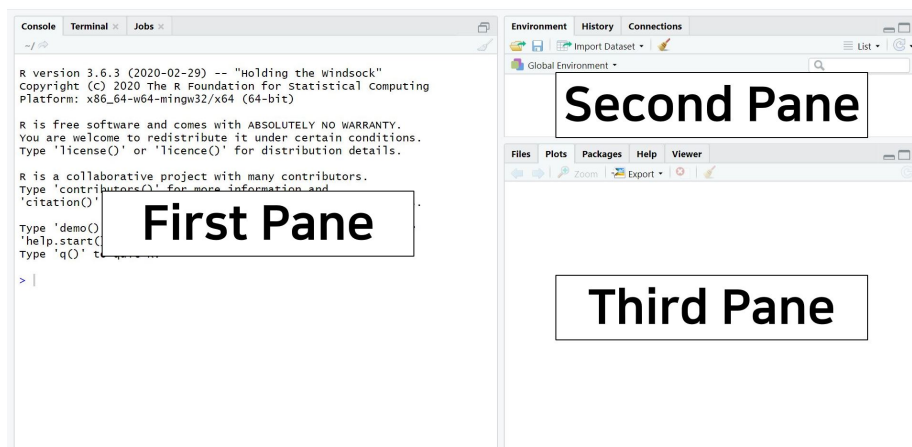 Console Terminal Jobs
~/
R version 3.6.3 (2020-02-29) -- "Holding the Windsock"
Copyright (C) 2020 The R Foundation for Statistical Computing
Platform: x86_64-w64-mingw32/x64 (64-bit)
R is free software and comes with ABSOLUTELY NO WARRANTY.
You are welcome to redistribute it under certain conditions.
Type 'license()' or 'licence()' for distribution details.
R is a collaborative project with many contributors.
Type 'contributors()' for more information and
'citation()'
Type 'demo()
'help.start(
Type 'q()'
>
First Pane
Environment History Connections
Import Dataset List
Global Environment
Second Pane
Files Plots Packages Help Viewer
Zoom Export
Third Pane